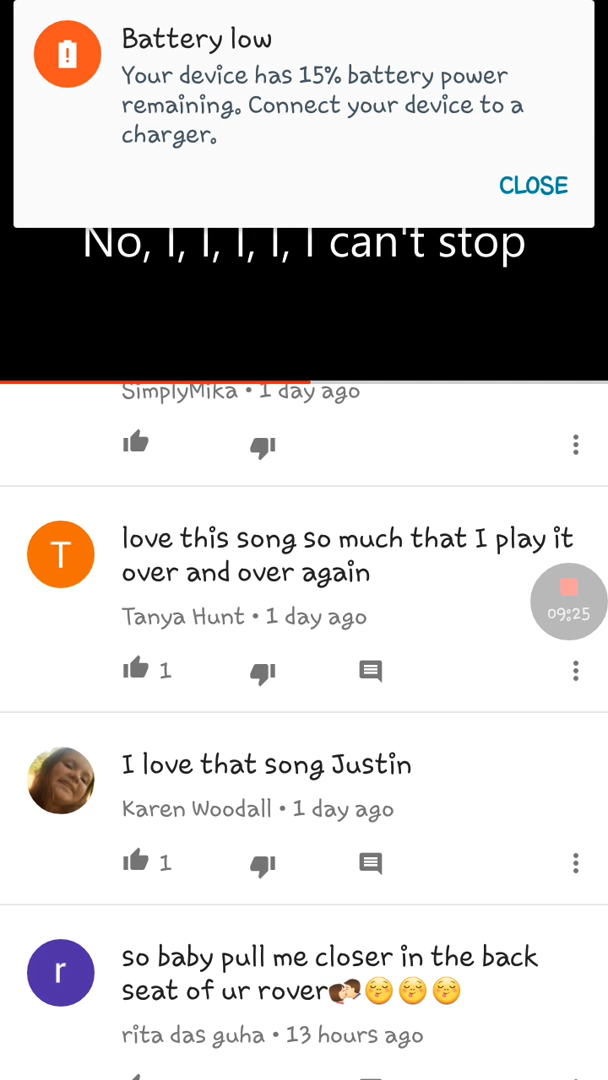 Battery low
Your device has 15% battery power
remaining. Connect your device to a
charger.
CLOSE
No, I, I, I, I, I can't stop
SimplyMika • 1 day ago
T
love this song so much that I play it
over and over again
Tanya Hunt • 1 day ago
09:25
1
I love that song Justin
Karen Woodall • 1 day ago
1
r
so baby pull me closer in the back
seat of ur rover💏😚😚😚
rita das guha • 13 hours ago